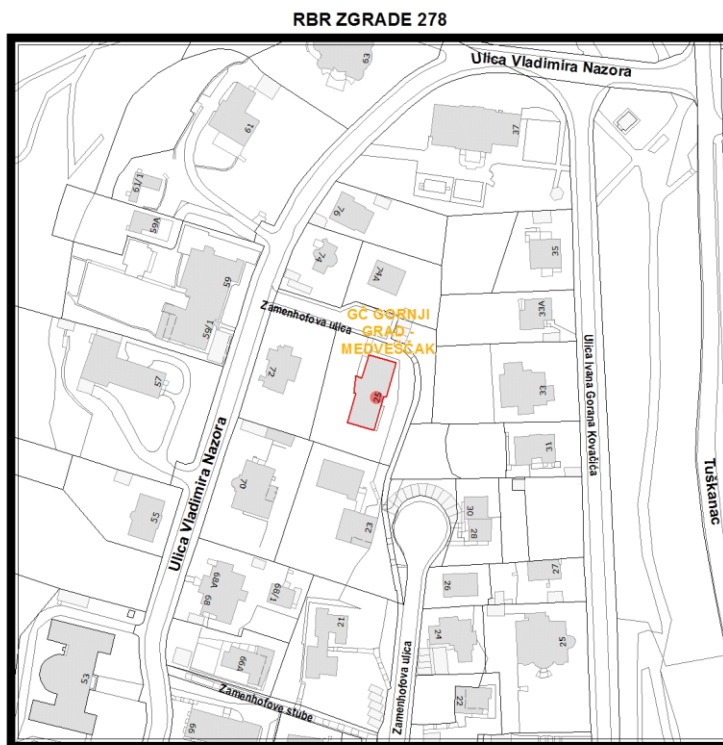 RBR ZGRADE 278
63
Ulica Vladimira Nazora
61
37
61/1
76
59A
74
35
59
74A
Zamenhofova ulica
GČ GORNJI
GRAD -
MEDVEŠČAK
33A
59/1
72
57
25
33
Ulica Ivana Gorana Kovačića
Ulica Vladimira Nazora
31
Tuškanac
70
55
30
23
28
27
68A
68
68/1
26
21
24
25
53
66A
Zamenhofova ulica
Zamenhofove stube
22